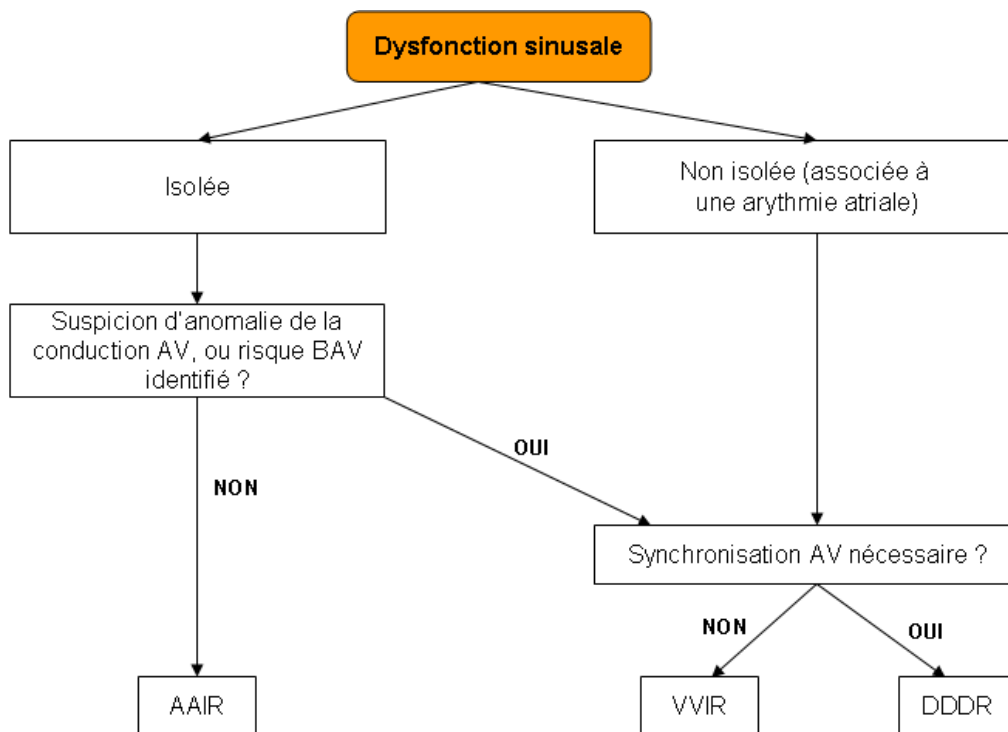 Dysfonction sinusale
Isolée
Non isolée (associée à
une arythmie atriale)
Suspicion d'anomalie de la
conduction AV, ou risque BAV
identifié ?
OUI
NON
Synchronisation AV nécessaire ?
NON
OUI
AAIR
VVIR
DDDR